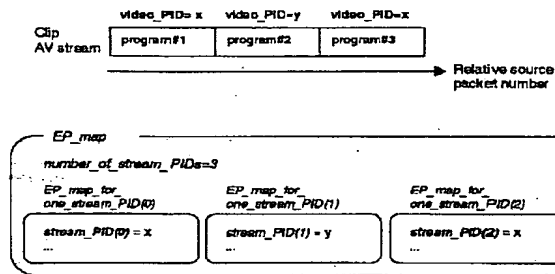 video_PID= x video_PID=y video_PID=x
Clip
AV stream
program#1 program#2 program#3
Relative source
packet number
EP_map
number_of_stream_PIDs=3
EP_map_for_
one_stream_PID(0)
EP_map_for_
one_stream_PID(1)
EP_map_for_
one_stream_PID(2)
stream_PID(0) = x
...
stream_PID(1) = y
...
stream_PID(2) = x
...